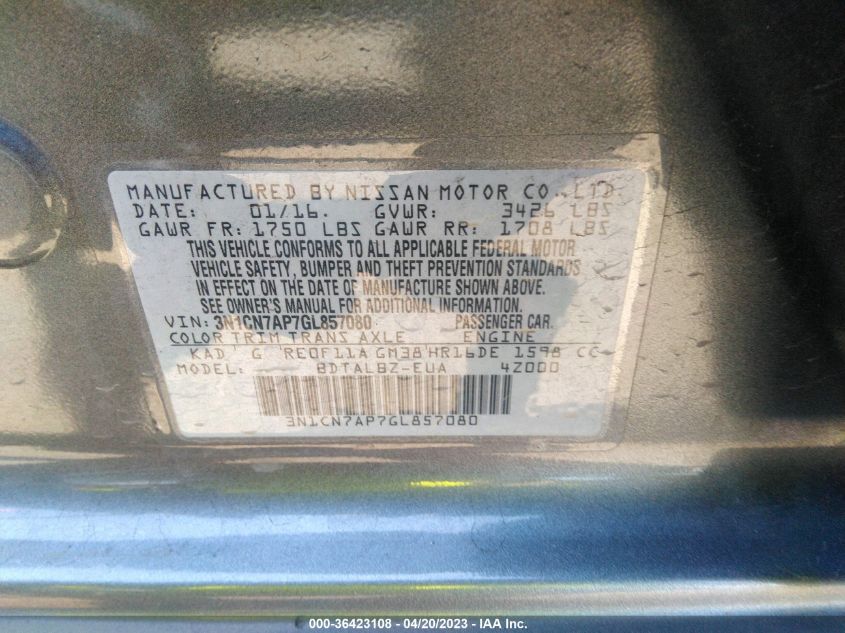 MANUFACTURED BY NISSAN MOTOR CO.,LTD
DATE: 01/16. GVWR: 3426 LBS
GAWR FR: 1750 LBS GAWR RR: 1708 LBS
THIS VEHICLE CONFORMS TO ALL APPLICABLE FEDERAL MOTOR
VEHICLE SAFETY, BUMPER AND THEFT PREVENTION STANDARDS
IN EFFECT ON THE DATE OF MANUFACTURE SHOWN ABOVE.
SEE OWNER'S MANUAL FOR ADDITIONAL INFORMATION.
VIN: 3N1CN7AP7GL857080 PASSENGER CAR.
COLOR TRIM TRANS AXLE ENGINE
KAD G RE0F11A GM38 HR16DE 1598 CC
MODEL: BDTALBZ-EUA 4Z000
3N1CN7AP7GL857080
000-36423108 - 04/20/2023 - IAA Inc.